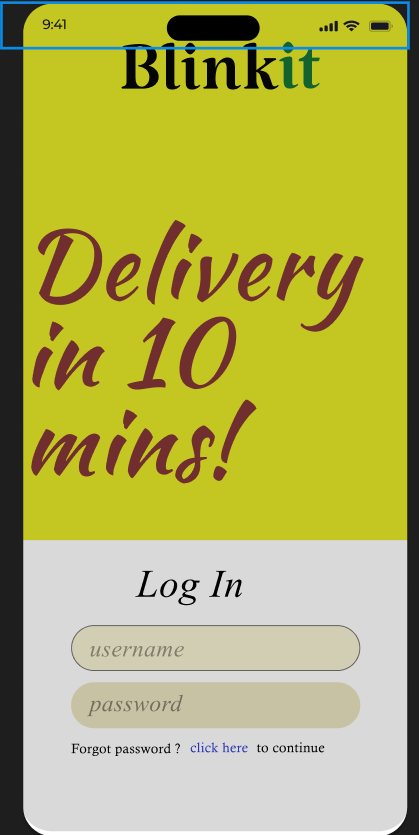 9:41
Blinkit
Delivery
in 10
mins!
Log In
username
password
Forgot password ? click here to continue